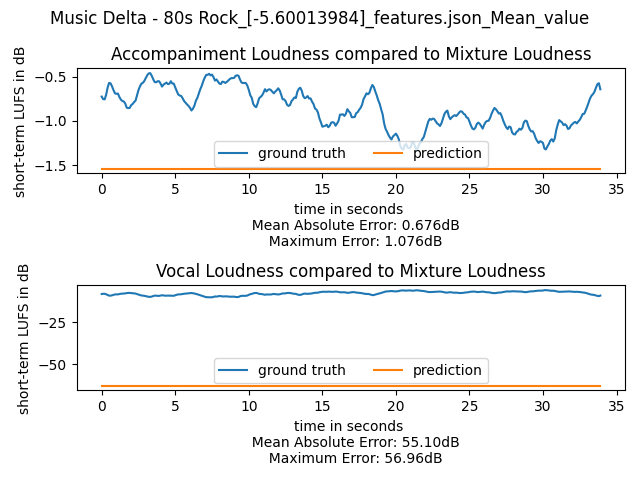 Music Delta - 80s Rock_[-5.60013984]_features.json_Mean_value
Accompaniment Loudness compared to Mixture Loudness
short-term LUFS in dB
−0.5
−1.0
−1.5
ground truth
prediction
0
5
10
15
20
25
30
35
time in seconds
Mean Absolute Error: 0.676dB
Maximum Error: 1.076dB
Vocal Loudness compared to Mixture Loudness
short-term LUFS in dB
−25
−50
ground truth
prediction
0
5
10
15
20
25
30
35
time in seconds
Mean Absolute Error: 55.10dB
Maximum Error: 56.96dB